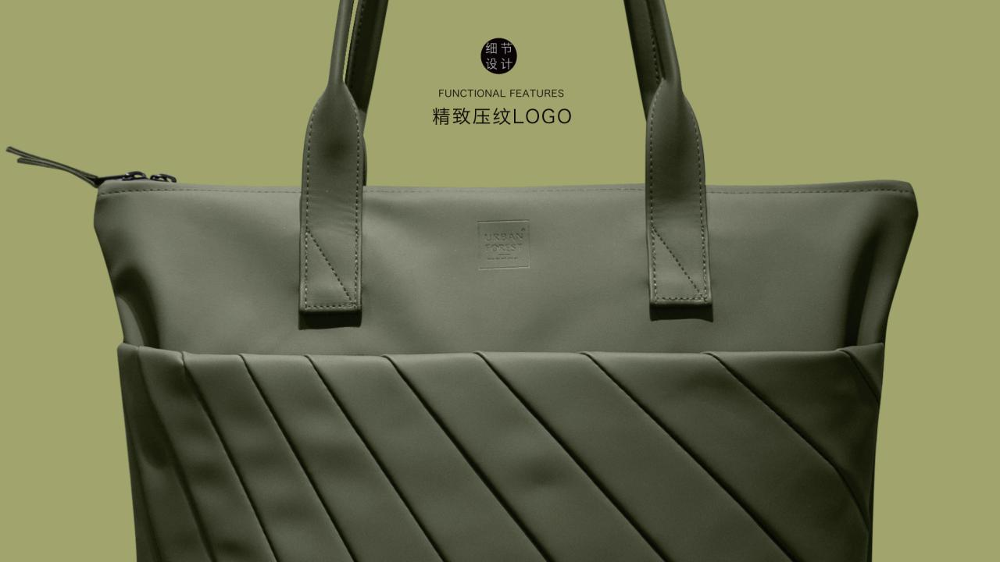 细节
设计
FUNCTIONAL FEATURES
精致压纹LOGO
URBAN
FOREST